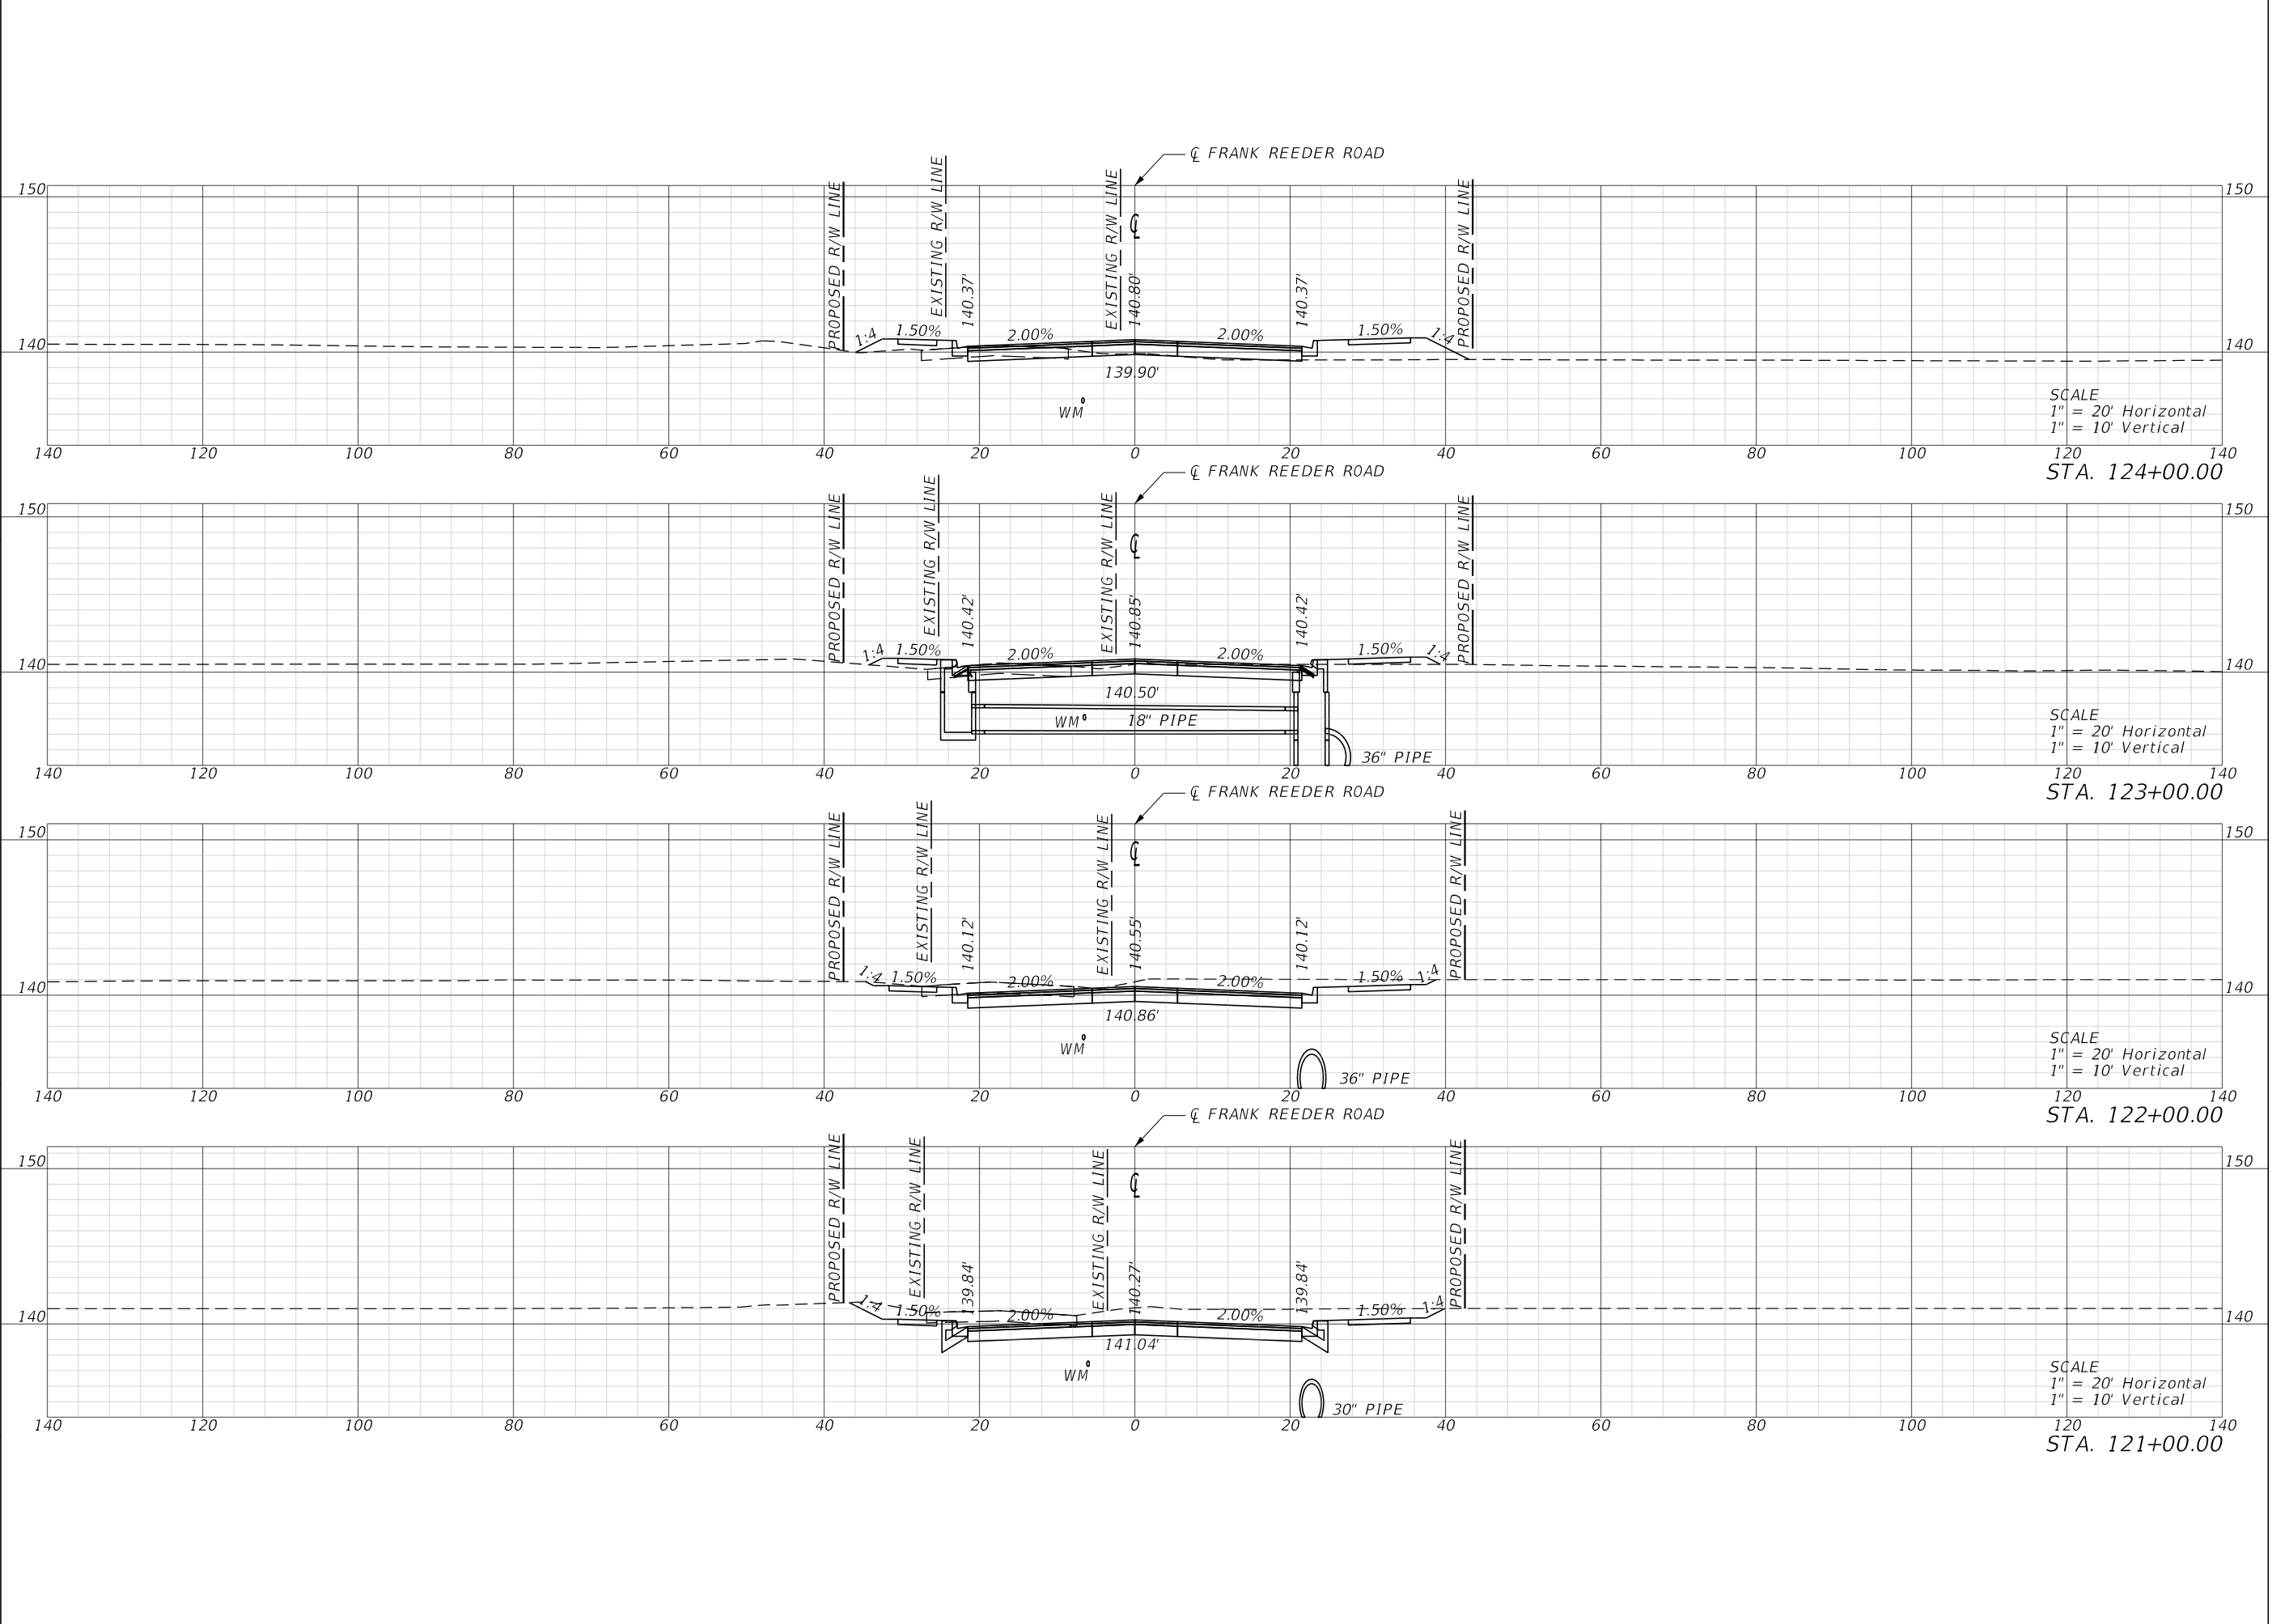 ℄ FRANK REEDER ROAD
PROPOSED R/W LINE
EXISTING R/W LINE
EXISTING R/W LINE
PROPOSED R/W LINE
150
℄
150
140.37'
140.80'
140.37'
140
1:4
1.50%
2.00%
2.00%
1.50%
1:4
140
139.90'
WM
SCALE
1" = 20' Horizontal
1" = 10' Vertical
140 120 100 80 60 40 20 0 20 40 60 80 100 120 140
STA. 124+00.00
℄ FRANK REEDER ROAD
PROPOSED R/W LINE
EXISTING R/W LINE
EXISTING R/W LINE
PROPOSED R/W LINE
150
℄
150
140.42'
140.85'
140.42'
140
1:4
1.50%
2.00%
2.00%
1.50%
1:4
140
140.50'
WM
18" PIPE
36" PIPE
SCALE
1" = 20' Horizontal
1" = 10' Vertical
140 120 100 80 60 40 20 0 20 40 60 80 100 120 140
STA. 123+00.00
℄ FRANK REEDER ROAD
PROPOSED R/W LINE
EXISTING R/W LINE
EXISTING R/W LINE
PROPOSED R/W LINE
150
℄
150
140.12'
140.55'
140.12'
140
1:4
1.50%
2.00%
2.00%
1.50%
1:4
140
140.86'
WM
36" PIPE
SCALE
1" = 20' Horizontal
1" = 10' Vertical
140 120 100 80 60 40 20 0 20 40 60 80 100 120 140
STA. 122+00.00
℄ FRANK REEDER ROAD
PROPOSED R/W LINE
EXISTING R/W LINE
EXISTING R/W LINE
PROPOSED R/W LINE
150
℄
150
139.84'
140.27'
139.84'
140
1:4
1.50%
2.00%
2.00%
1.50%
1:4
140
141.04'
WM
30" PIPE
SCALE
1" = 20' Horizontal
1" = 10' Vertical
140 120 100 80 60 40 20 0 20 40 60 80 100 120 140
STA. 121+00.00